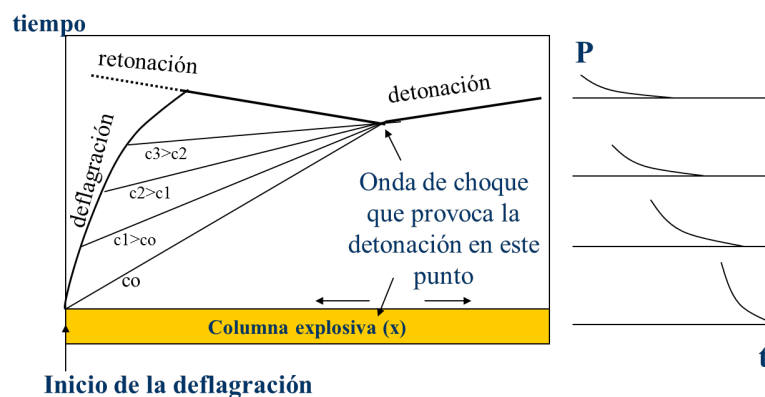 tiempo
retonación
detonación
deflagración
c3>c2
c2>c1
c1>co
co
Onda de choque
que provoca la
detonación en este
punto
Columna explosiva (x)
Inicio de la deflagración
P
t